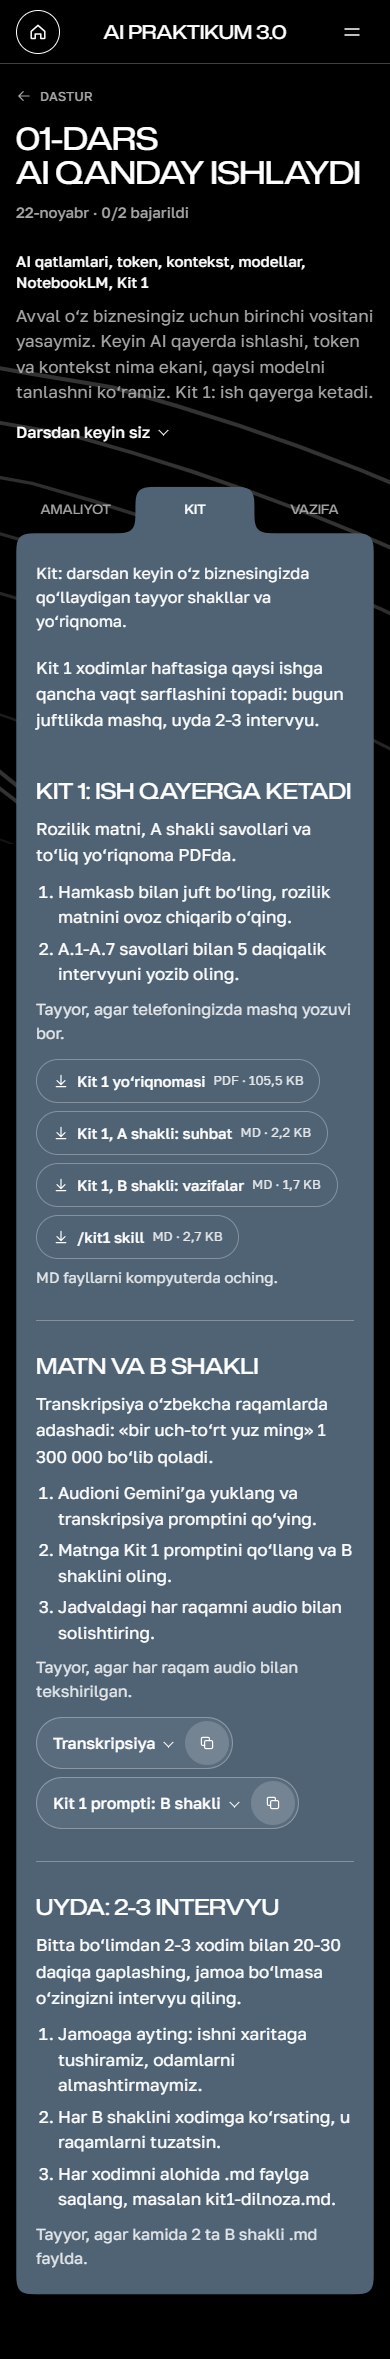 AI PRAKTIKUM 3.0
DASTUR
01-DARS
AI QANDAY ISHLAYDI
22-noyabr · 0/2 bajarildi
AI qatlamlari, token, kontekst, modellar,
NotebookLM, Kit 1
Avval oʻz biznesingiz uchun birinchi vositani
yasaymiz. Keyin AI qayerda ishlashi, token
va kontekst nima ekani, qaysi modelni
tanlashni koʻramiz. Kit 1: ish qayerga ketadi.
Darsdan keyin siz
AMALIYOT
KIT
VAZIFA
Kit: darsdan keyin oʻz biznesingizda
qoʻllaydigan tayyor shakllar va
yoʻriqnoma.
Kit 1 xodimlar haftasiga qaysi ishga
qancha vaqt sarflashini topadi: bugun
juftlikda mashq, uyda 2-3 intervyu.
KIT 1: ISH QAYERGA KETADI
Rozilik matni, A shakli savollari va
toʻliq yoʻriqnoma PDFda.
1. Hamkasb bilan juft boʻling, rozilik
matnini ovoz chiqarib oʻqing.
2. A.1-A.7 savollari bilan 5 daqiqalik
intervyuni yozib oling.
Tayyor, agar telefoningizda mashq yozuvi
bor.
Kit 1 yoʻriqnomasi PDF · 105,5 KB
Kit 1, A shakli: suhbat MD · 2,2 KB
Kit 1, B shakli: vazifalar MD · 1,7 KB
/kit1 skill MD · 2,7 KB
MD fayllarni kompyuterda oching.
MATN VA B SHAKLI
Transkripsiya oʻzbekcha raqamlarda
adashadi: «bir uch-toʻrt yuz ming» 1
300 000 boʻlib qoladi.
1. Audioni Geminiʼga yuklang va
transkripsiya promptini qoʻying.
2. Matnga Kit 1 promptini qoʻllang va B
shaklini oling.
3. Jadvaldagi har raqamni audio bilan
solishtiring.
Tayyor, agar har raqam audio bilan
tekshirilgan.
Transkripsiya
Kit 1 prompti: B shakli
UYDA: 2-3 INTERVYU
Bitta boʻlimdan 2-3 xodim bilan 20-30
daqiqa gaplashing, jamoa boʻlmasa
oʻzingizni intervyu qiling.
1. Jamoaga ayting: ishni xaritaga
tushiramiz, odamlarni
almashtirmaymiz.
2. Har B shaklini xodimga koʻrsating, u
raqamlarni tuzatsin.
3. Har xodimni alohida .md faylga
saqlang, masalan kit1-dilnoza.md.
Tayyor, agar kamida 2 ta B shakli .md
faylda.